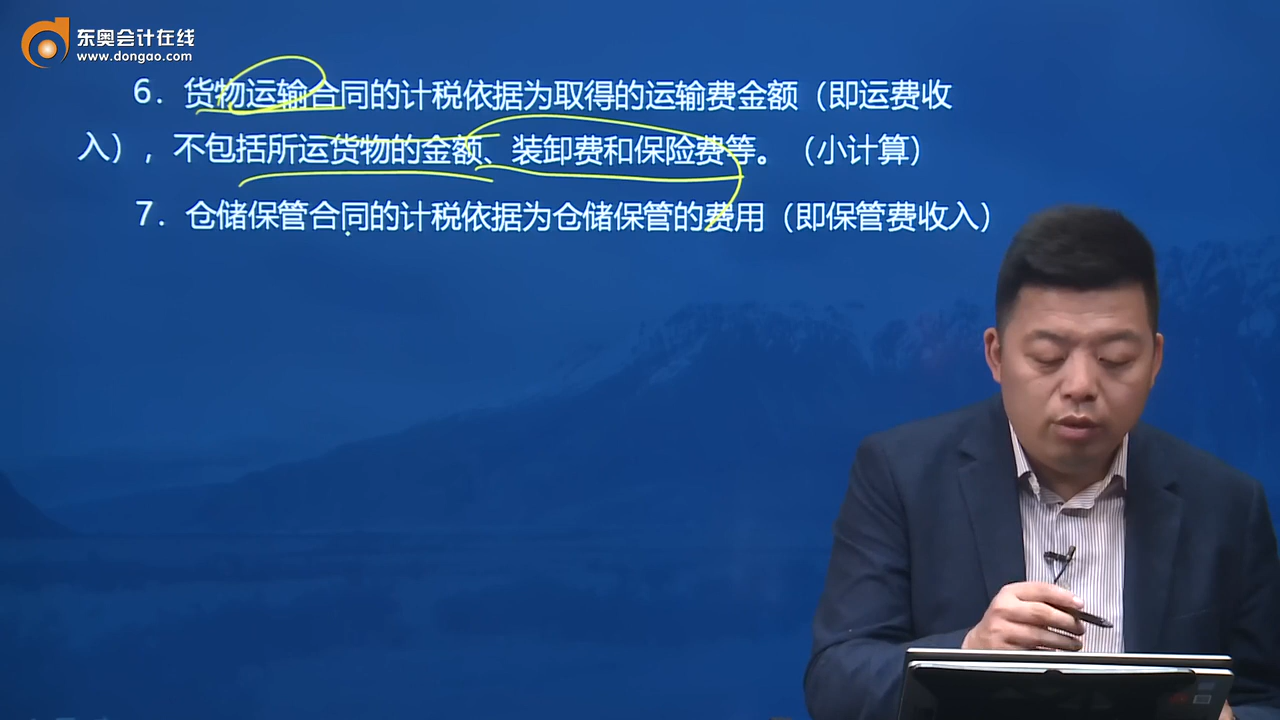 东奥会计在线
www.dongao.com
6．货物运输合同的计税依据为取得的运输费金额（即运费收
入），不包括所运货物的金额、装卸费和保险费等。（小计算）
7．仓储保管合同的计税依据为仓储保管的费用（即保管费收入）